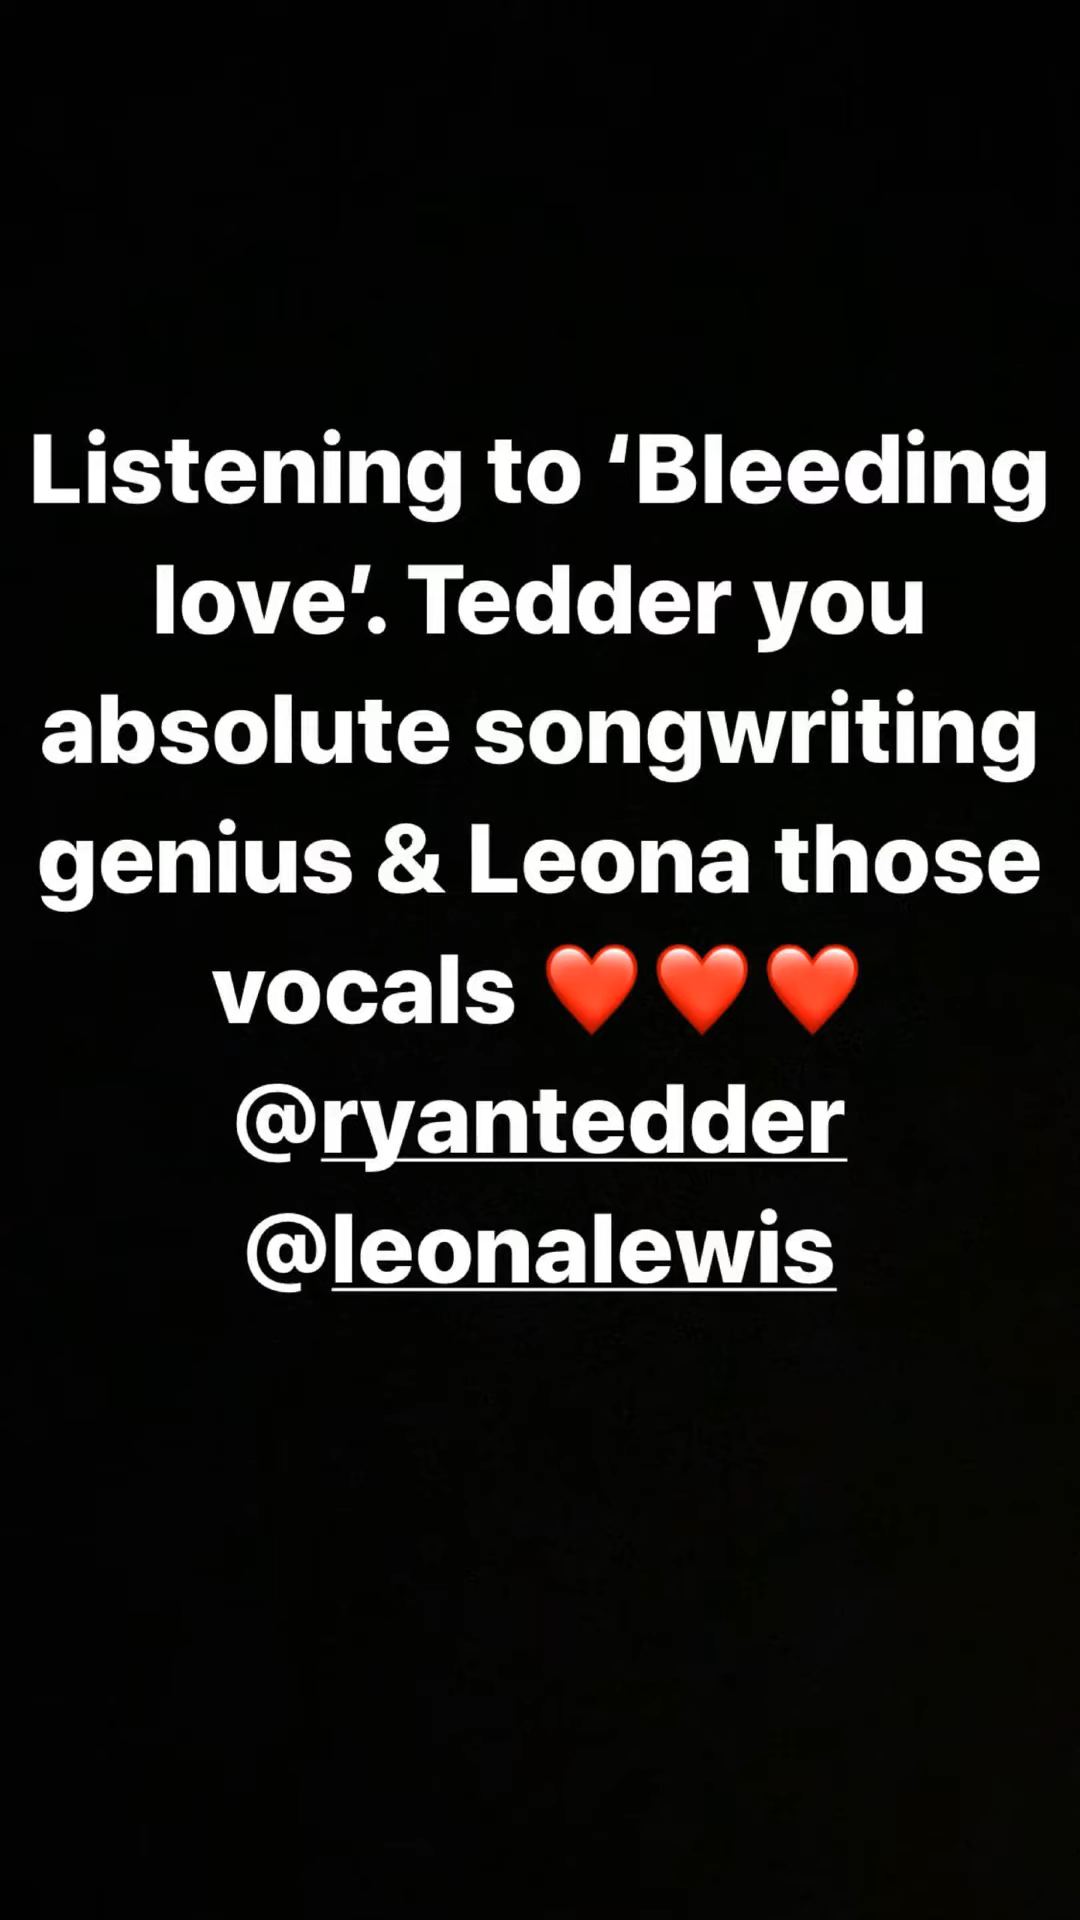 Listening to ‘Bleeding
love’. Tedder you
absolute songwriting
genius & Leona those
vocals ❤️❤️❤️
@ryantedder
@leonalewis